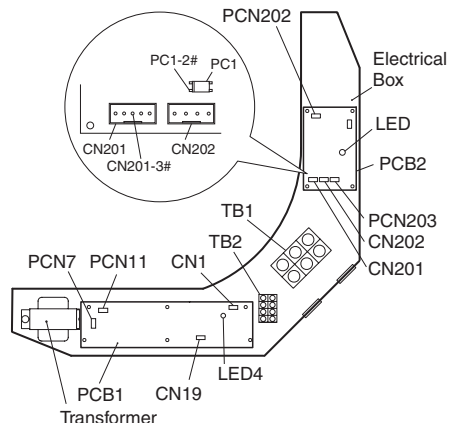 PCN202
PC1-2#
PC1
Electrical
Box
CN201
CN202
CN201-3#
LED
PCB2
TB1
PCN203
CN202
CN201
TB2
PCN7
PCN11
CN1
PCB1
CN19
LED4
Transformer